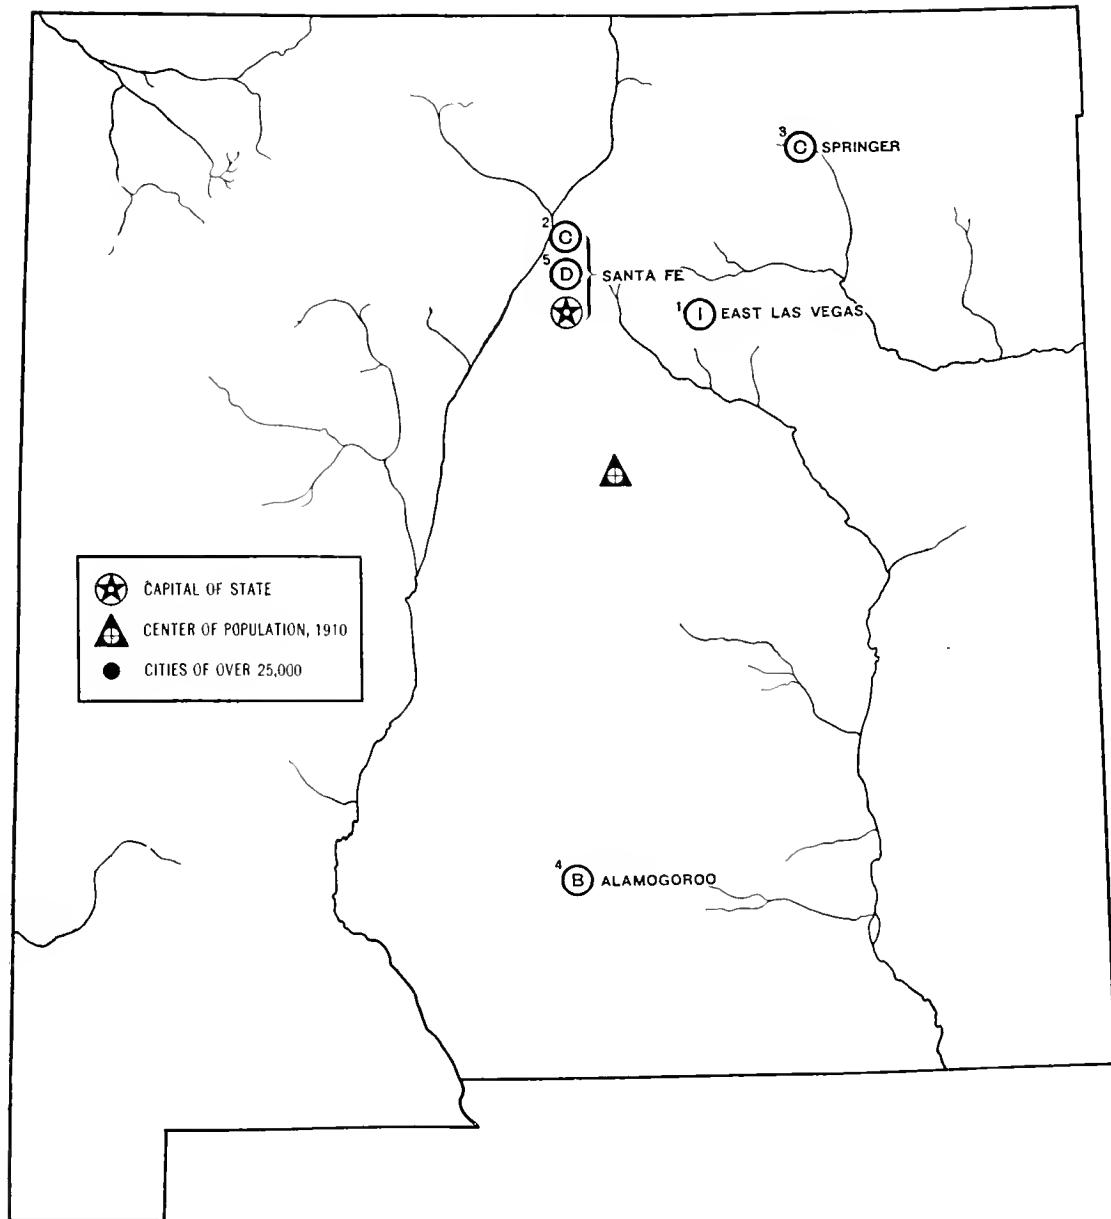 3 C SPRINGER
2 C
5 D SANTA FE
1 I EAST LAS VEGAS
CAPITAL OF STATE
CENTER OF POPULATION, 1910
CITIES OF OVER 25,000
4 B ALAMOGOROO